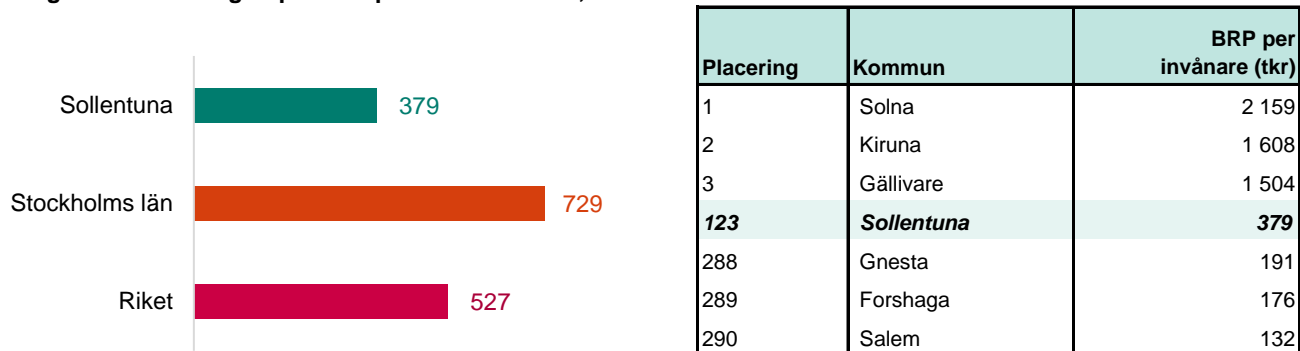 Sollentuna 379
Stockholms län 729
Riket 527
Placering Kommun BRP per invånare (tkr)
1 Solna 2 159
2 Kiruna 1 608
3 Gällivare 1 504
123 Sollentuna 379
288 Gnesta 191
289 Forshaga 176
290 Salem 132